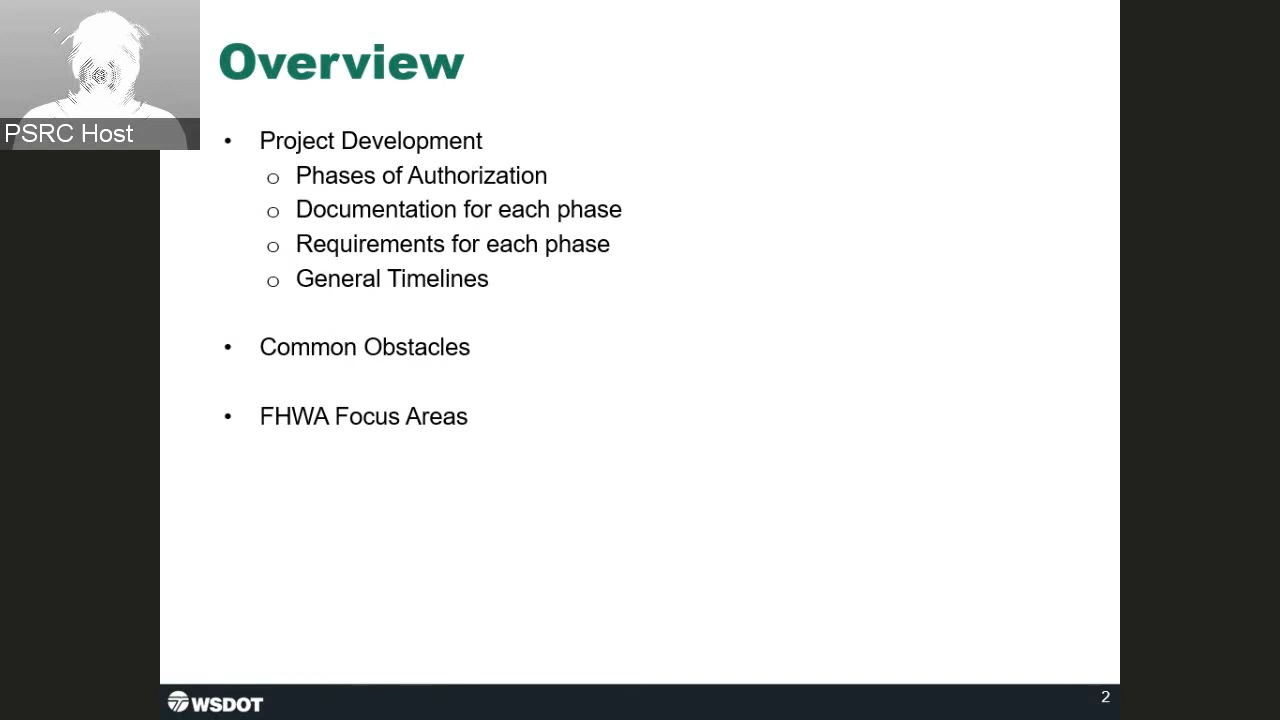 PSRC Host
Overview
• Project Development
o Phases of Authorization
o Documentation for each phase
o Requirements for each phase
o General Timelines
• Common Obstacles
• FHWA Focus Areas
WSDOT
2